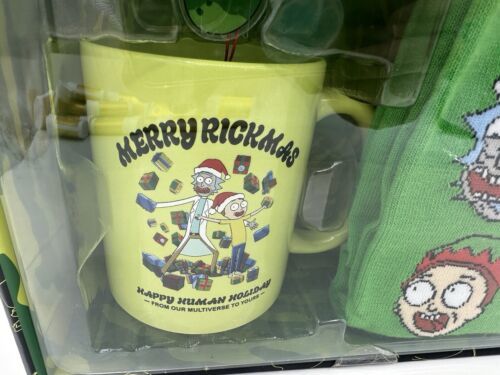 MERRY RICKMAS
HAPPY HUMAN HOLIDAY
— FROM OUR MULTIVERSE TO YOURS —